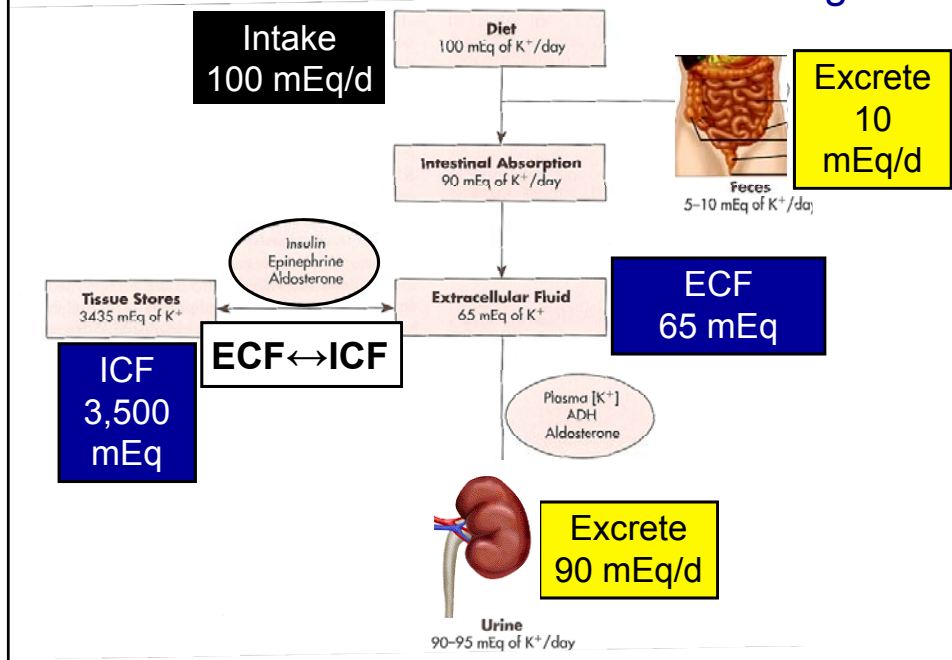 Intake
100 mEq/d
Diet
100 mEq of K⁺/day
Excrete
10
mEq/d
Intestinal Absorption
90 mEq of K⁺/day
Feces
5–10 mEq of K⁺/day
Insulin
Epinephrine
Aldosterone
Tissue Stores
3435 mEq of K⁺
Extracellular Fluid
65 mEq of K⁺
ECF
65 mEq
ECF↔ICF
ICF
3,500
mEq
Plasma [K⁺]
ADH
Aldosterone
Excrete
90 mEq/d
Urine
90–95 mEq of K⁺/day